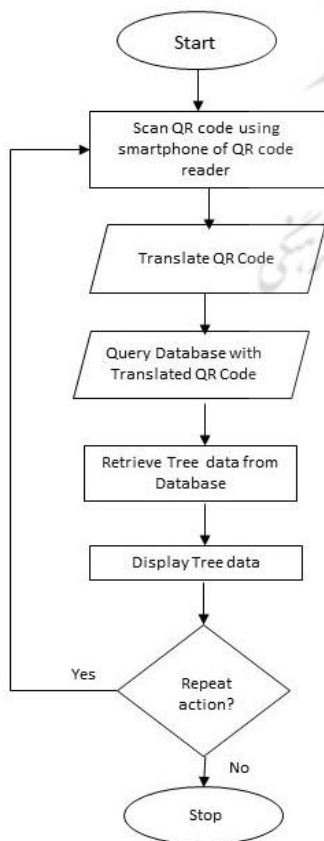 Start
Scan QR code using
smartphone of QR code
reader
Translate QR Code
Query Database with
Translated QR Code
Retrieve Tree data from
Database
Display Tree data
Yes
Repeat
action?
No
Stop